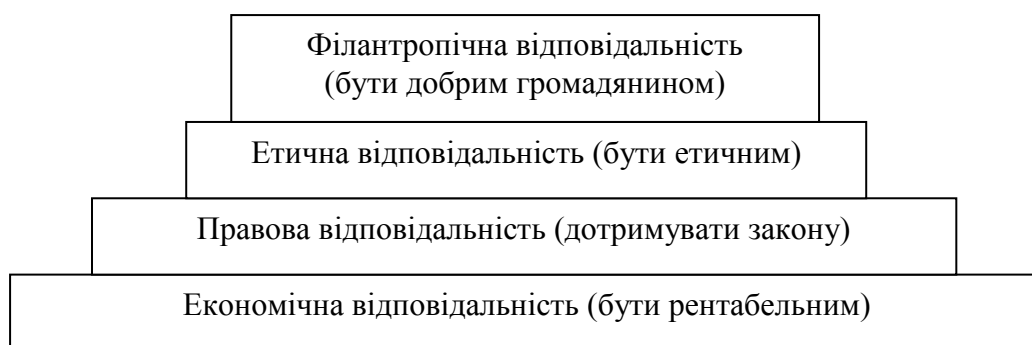 Філантропічна відповідальність
(бути добрим громадянином)
Етична відповідальність (бути етичним)
Правова відповідальність (дотримувати закону)
Економічна відповідальність (бути рентабельним)